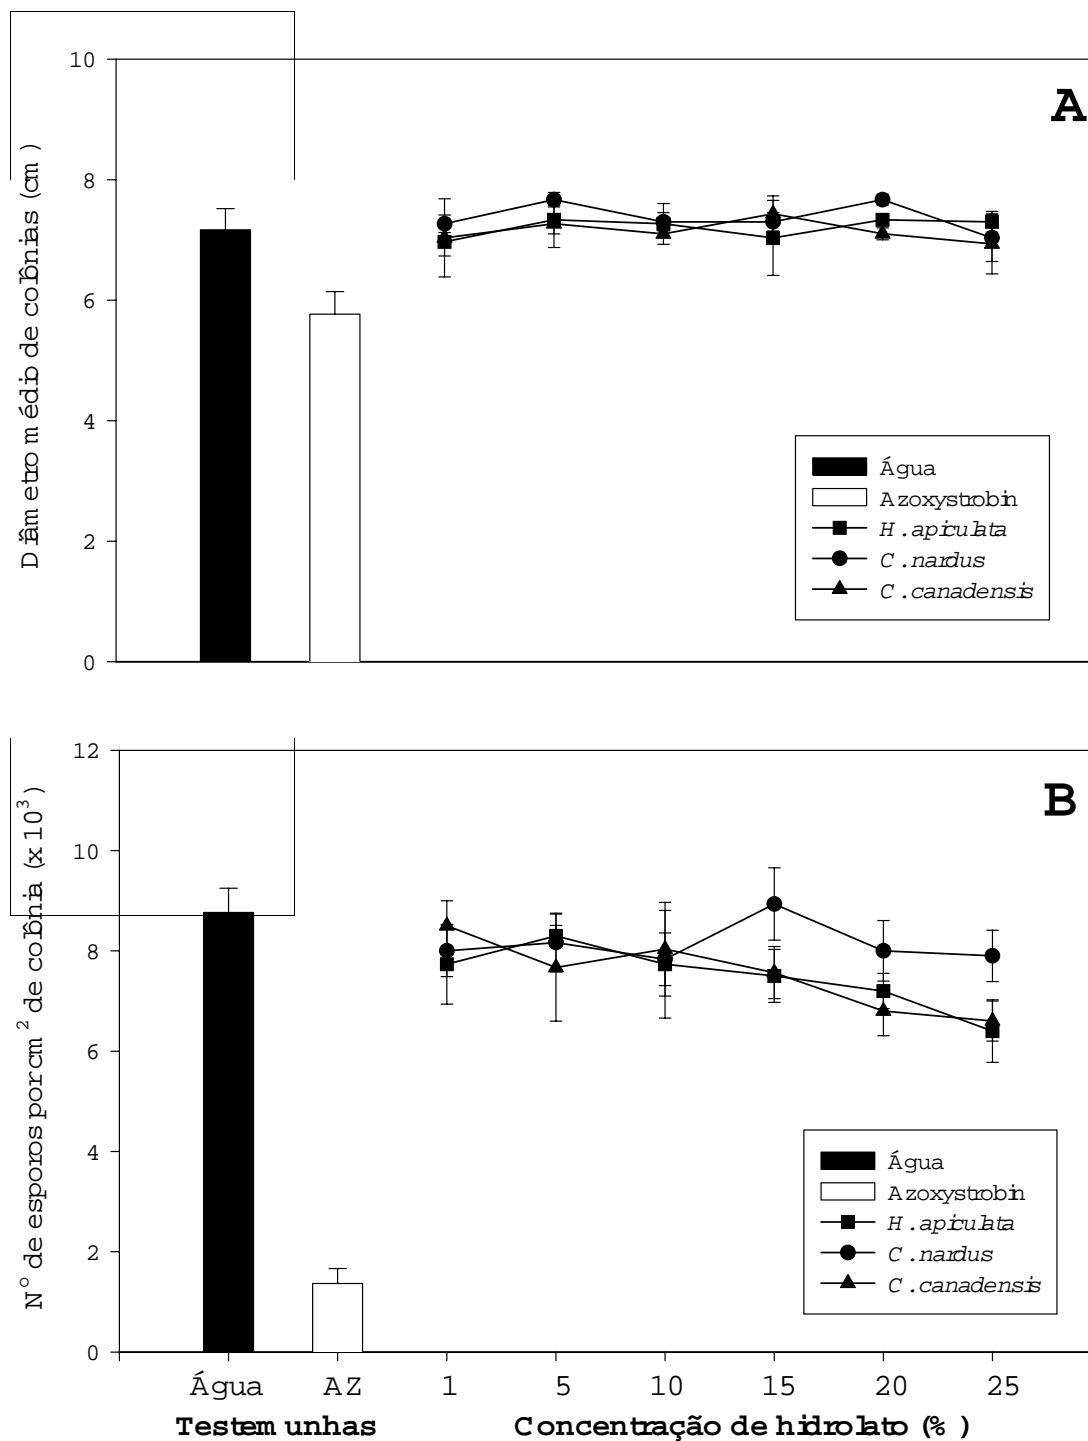 A
Diâmetro médio de colônias (cm)
10
8
6
4
2
0
Água
Azoxystrobin
H. apiculata
C. nardus
C. canadensis
B
Nº de esporos por cm² de colônia (x 10³)
12
10
8
6
4
2
0
Água
Azoxystrobin
H. apiculata
C. nardus
C. canadensis
Água AZ 1 5 10 15 20 25
Testemunhas Concentração de hidrolato (%)